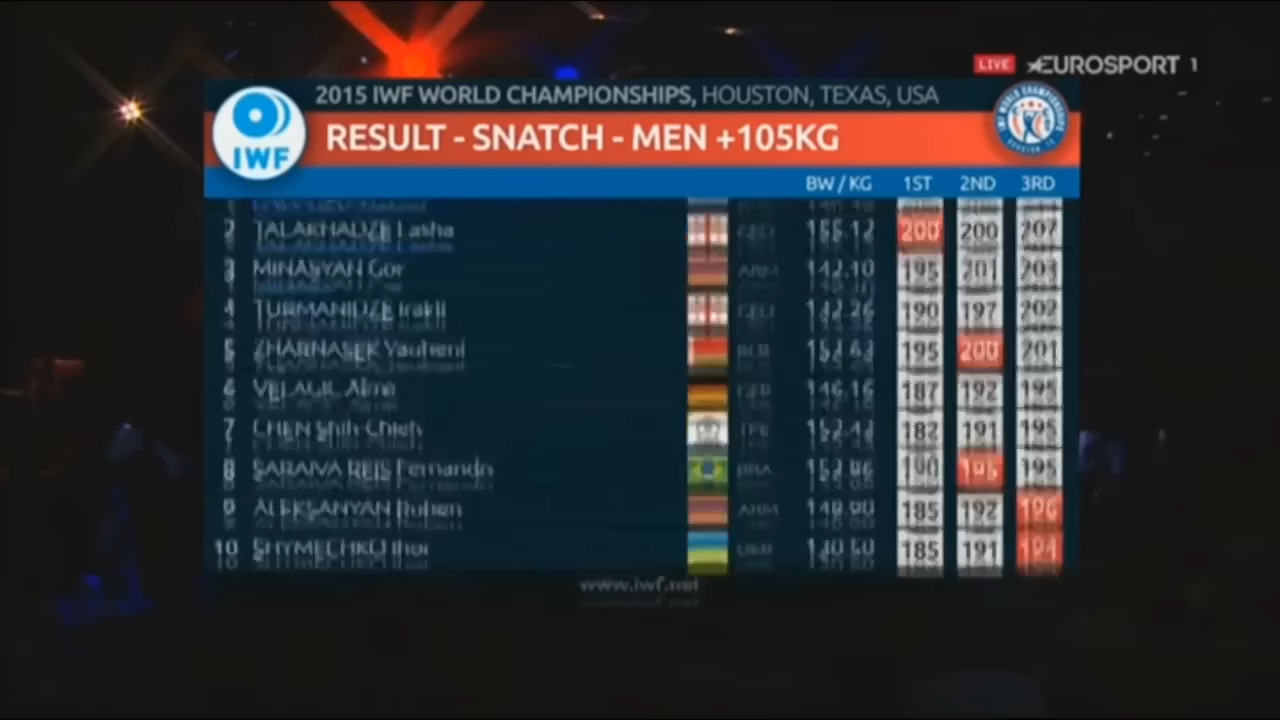 LIVE EUROSPORT 1
2015 IWF WORLD CHAMPIONSHIPS, HOUSTON, TEXAS, USA
IWF RESULT - SNATCH - MEN +105KG
BW / KG 1ST 2ND 3RD
2 TALAKHADZE Lasha GEO 200 200 207
3 MINASYAN Gor ARM 142.10 195 201 203
4 TURMANIDZE Irakli GEO 190 197 202
5 ZHARNASEK Yauheni BLR 195 200 201
6 VELAGIC Almir GER 146.16 187 192 195
7 CHEN Shih-Chieh TPE 182 191 195
8 SARAIVA REIS Fernando BRA 190 195 195
9 ALEKSANYAN Ruben ARM 185 192 196
10 SHYMECHKO Ihor UKR 185 191 194
www.iwf.net